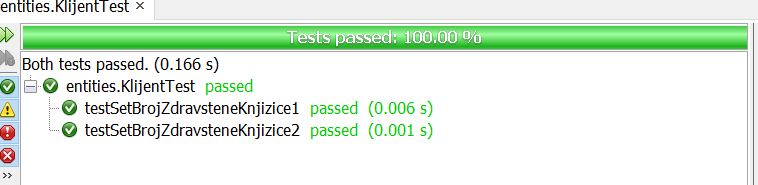 entities.KlijentTest ×
Tests passed: 100.00 %
Both tests passed. (0.166 s)
entities.KlijentTest passed
testSetBrojZdravsteneKnjizice1 passed (0.006 s)
testSetBrojZdravsteneKnjizice2 passed (0.001 s)
>>